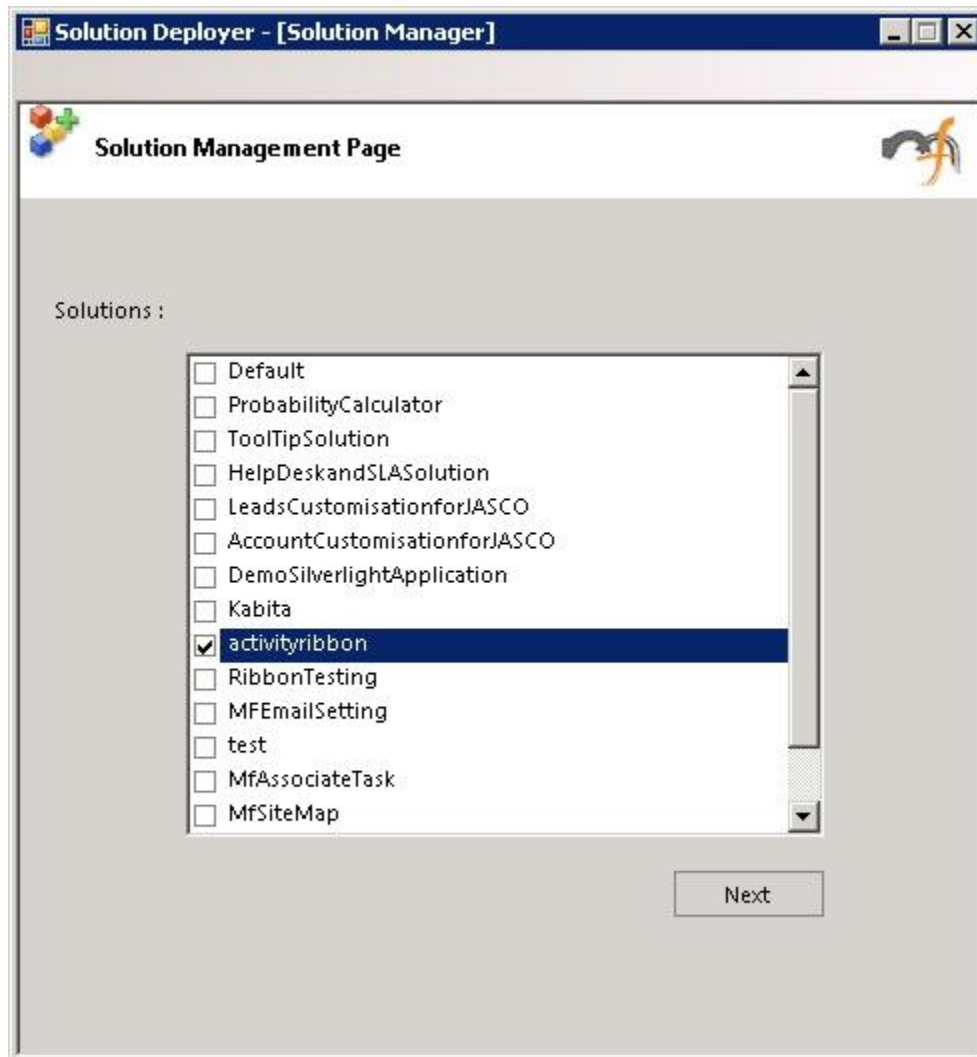 Solution Deployer - [Solution Manager]
Solution Management Page
Solutions :
Default
ProbabilityCalculator
ToolTipSolution
HelpDeskandSLASolution
LeadsCustomisationforJASCO
AccountCustomisationforJASCO
DemoSilverlightApplication
Kabita
activityribbon
RibbonTesting
MFEmailSetting
test
MfAssociateTask
MfSiteMap
Next